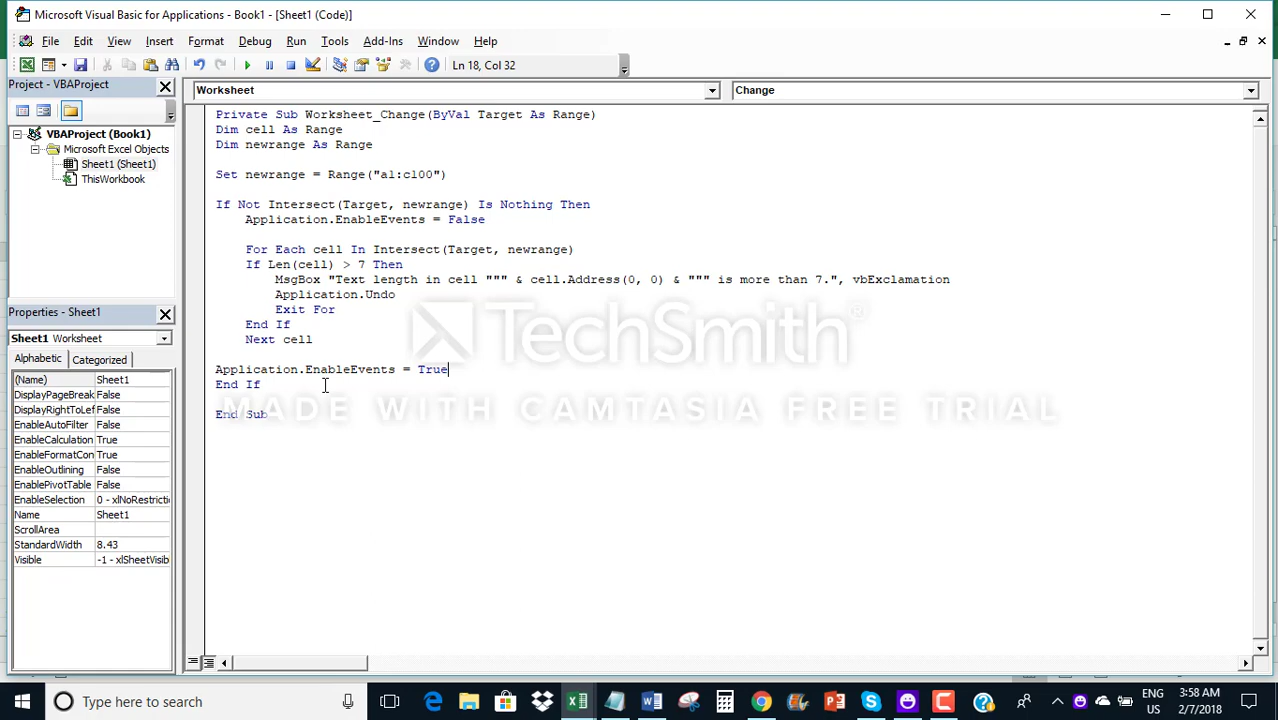 Microsoft Visual Basic for Applications - Book1 - [Sheet1 (Code)]
File Edit View Insert Format Debug Run Tools Add-Ins Window Help
Ln 18, Col 32
Project - VBAProject
VBAProject (Book1)
Microsoft Excel Objects
Sheet1 (Sheet1)
ThisWorkbook
Properties - Sheet1
Sheet1 Worksheet
Alphabetic Categorized
(Name) Sheet1
DisplayPageBreak False
DisplayRightToLef False
EnableAutoFilter False
EnableCalculation True
EnableFormatCon True
EnableOutlining False
EnablePivotTable False
EnableSelection 0 - xlNoRestricti
Name Sheet1
ScrollArea
StandardWidth 8.43
Visible -1 - xlSheetVisib
Worksheet Change
Private Sub Worksheet_Change(ByVal Target As Range)
Dim cell As Range
Dim newrange As Range
Set newrange = Range("a1:c100")
If Not Intersect(Target, newrange) Is Nothing Then
Application.EnableEvents = False
For Each cell In Intersect(Target, newrange)
If Len(cell) > 7 Then
MsgBox "Text length in cell """ & cell.Address(0, 0) & """ is more than 7.", vbExclamation
Application.Undo
Exit For
End If
Next cell
Application.EnableEvents = True
End If
End Sub
TechSmith®
MADE WITH CAMTASIA FREE TRIAL
Type here to search
ENG
US
3:58 AM
2/7/2018